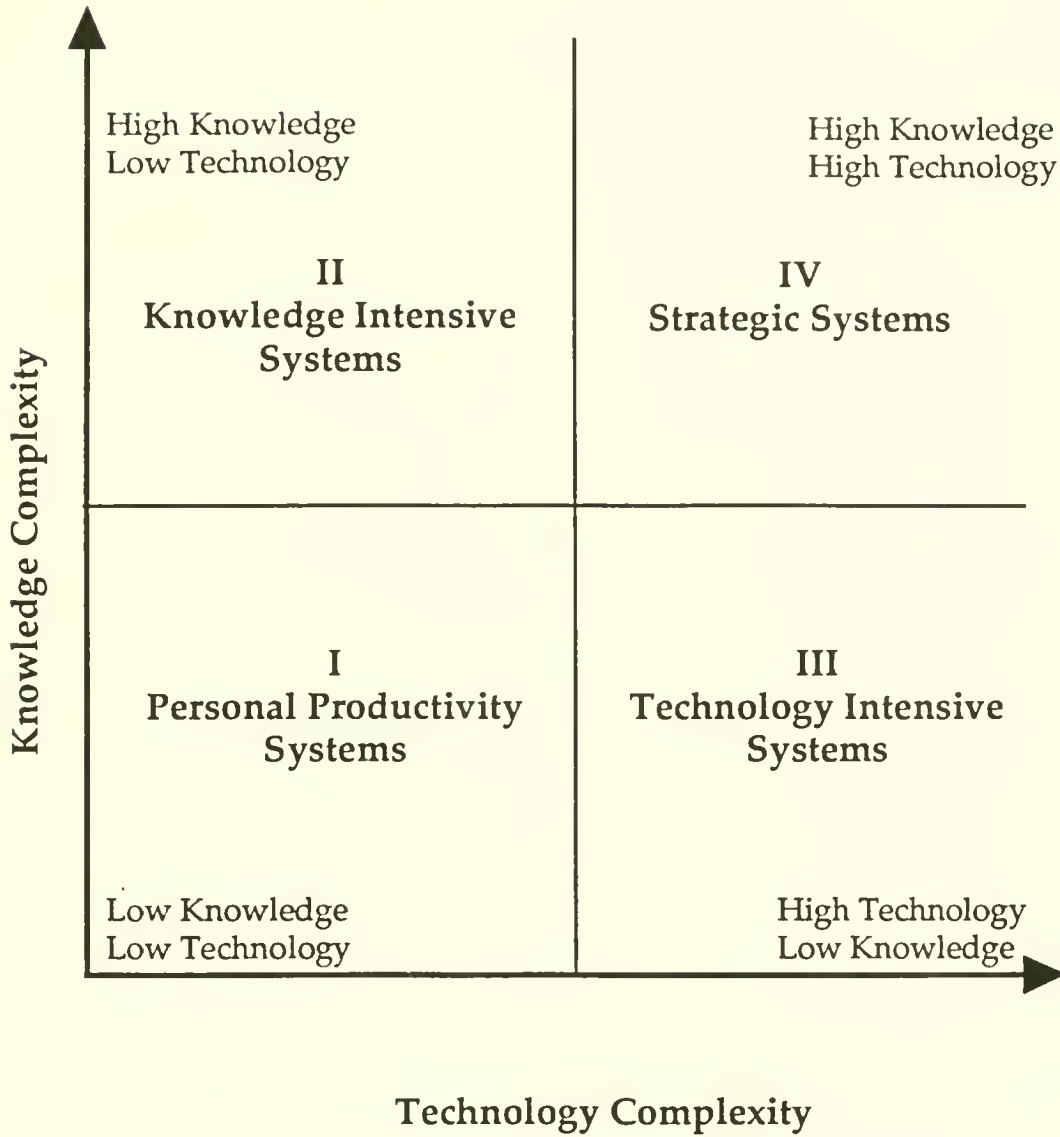 High Knowledge
Low Technology
High Knowledge
High Technology
II
Knowledge Intensive
Systems
IV
Strategic Systems
Knowledge Complexity
I
Personal Productivity
Systems
III
Technology Intensive
Systems
Low Knowledge
Low Technology
High Technology
Low Knowledge
Technology Complexity